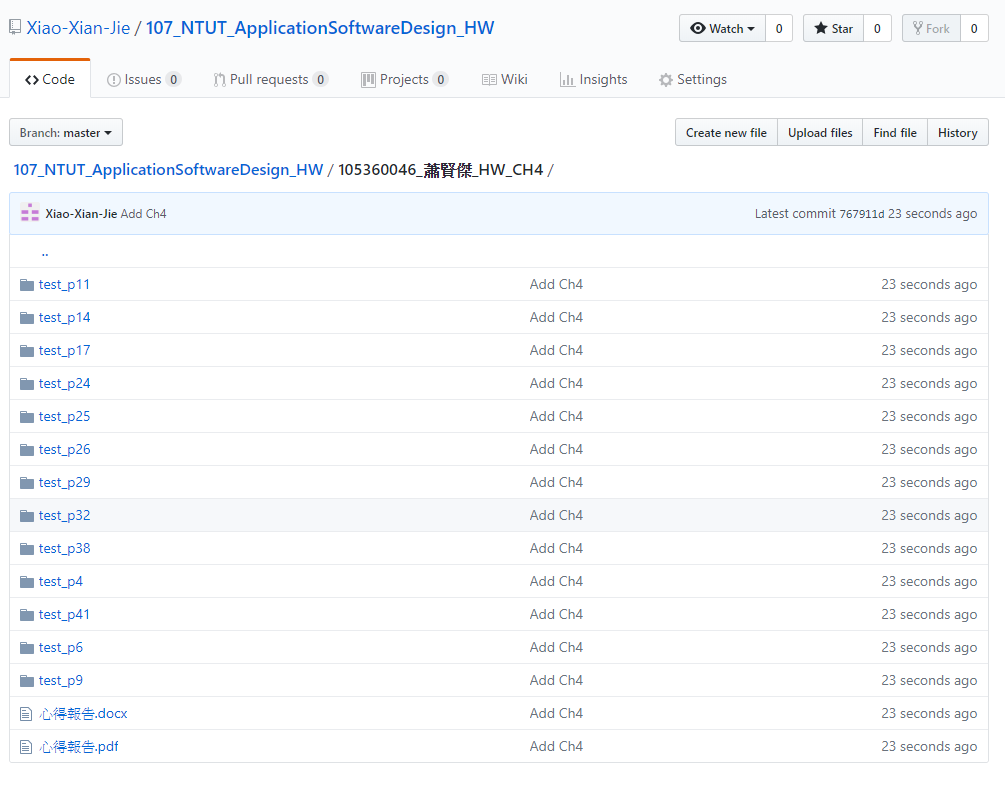 Xiao-Xian-Jie / 107_NTUT_ApplicationSoftwareDesign_HW Watch 0 Star 0 Fork 0
Code Issues 0 Pull requests 0 Projects 0 Wiki Insights Settings
Branch: master Create new file Upload files Find file History
107_NTUT_ApplicationSoftwareDesign_HW / 105360046_蕭賢傑_HW_CH4 /
Xiao-Xian-Jie Add Ch4 Latest commit 767911d 23 seconds ago
..
test_p11 Add Ch4 23 seconds ago
test_p14 Add Ch4 23 seconds ago
test_p17 Add Ch4 23 seconds ago
test_p24 Add Ch4 23 seconds ago
test_p25 Add Ch4 23 seconds ago
test_p26 Add Ch4 23 seconds ago
test_p29 Add Ch4 23 seconds ago
test_p32 Add Ch4 23 seconds ago
test_p38 Add Ch4 23 seconds ago
test_p4 Add Ch4 23 seconds ago
test_p41 Add Ch4 23 seconds ago
test_p6 Add Ch4 23 seconds ago
test_p9 Add Ch4 23 seconds ago
心得報告.docx Add Ch4 23 seconds ago
心得報告.pdf Add Ch4 23 seconds ago